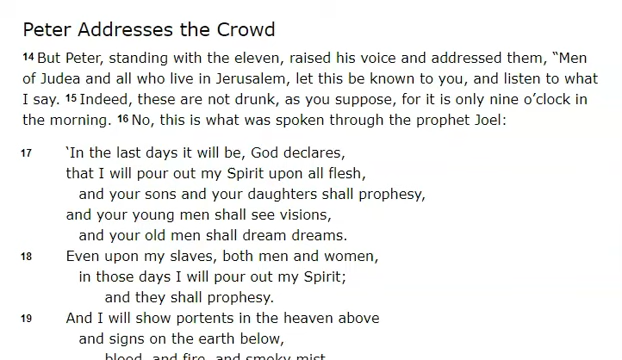 Peter Addresses the Crowd
14 But Peter, standing with the eleven, raised his voice and addressed them, “Men
of Judea and all who live in Jerusalem, let this be known to you, and listen to what
I say. 15 Indeed, these are not drunk, as you suppose, for it is only nine o’clock in
the morning. 16 No, this is what was spoken through the prophet Joel:
17 ‘In the last days it will be, God declares,
that I will pour out my Spirit upon all flesh,
and your sons and your daughters shall prophesy,
and your young men shall see visions,
and your old men shall dream dreams.
18 Even upon my slaves, both men and women,
in those days I will pour out my Spirit;
and they shall prophesy.
19 And I will show portents in the heaven above
and signs on the earth below,
blood, and fire, and smoky mist.